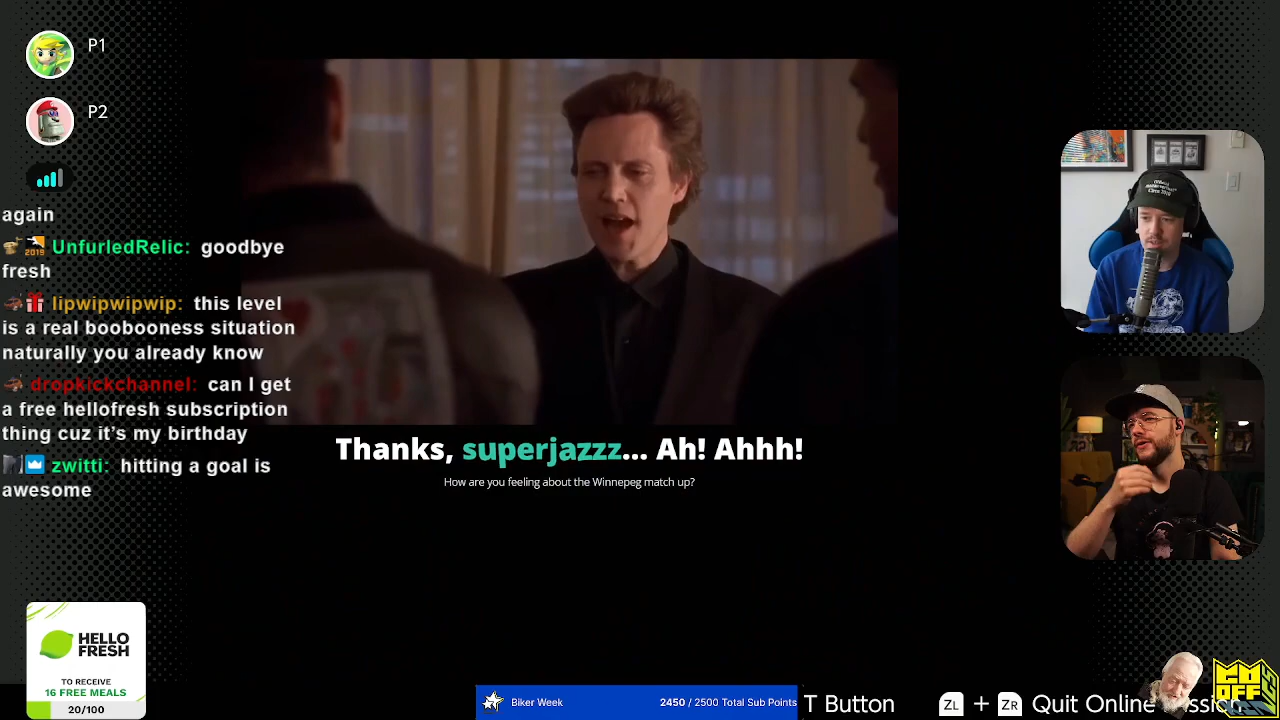 P1
P2
again
UnfurledRelic: goodbye
fresh
lipwipwipwip: this level
is a real boobooness situation
naturally you already know
dropkickchannel: can I get
a free hellofresh subscription
thing cuz it's my birthday
zwitti: hitting a goal is
awesome
Thanks, superjazzz... Ah! Ahhh!
How are you feeling about the Winnepeg match up?
HELLO
FRESH
TO RECEIVE
16 FREE MEALS
20/100
Biker Week 2450 / 2500 Total Sub Points
T Button ZL + ZR Quit Online
GO
OFF